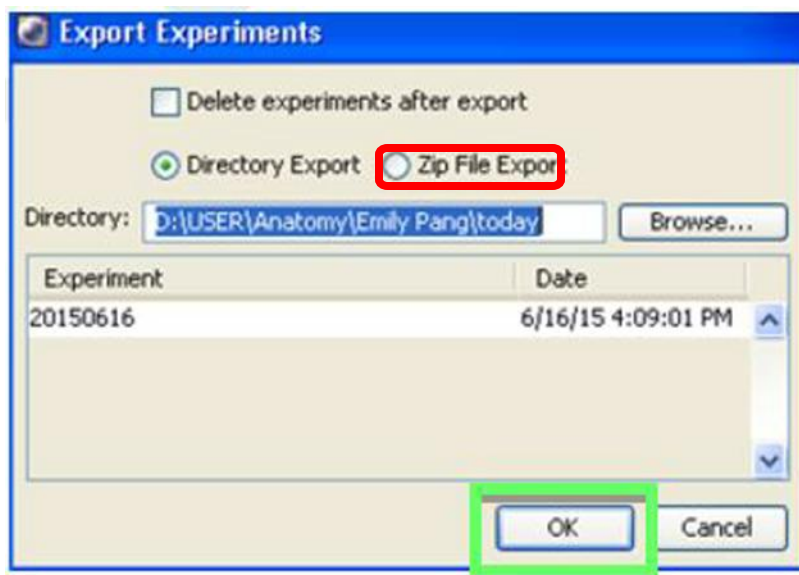 Export Experiments
Delete experiments after export
Directory Export Zip File Expor
Directory: D:\USER\Anatomy\Emily Pang\today Browse...
Experiment Date
20150616 6/16/15 4:09:01 PM
OK Cancel